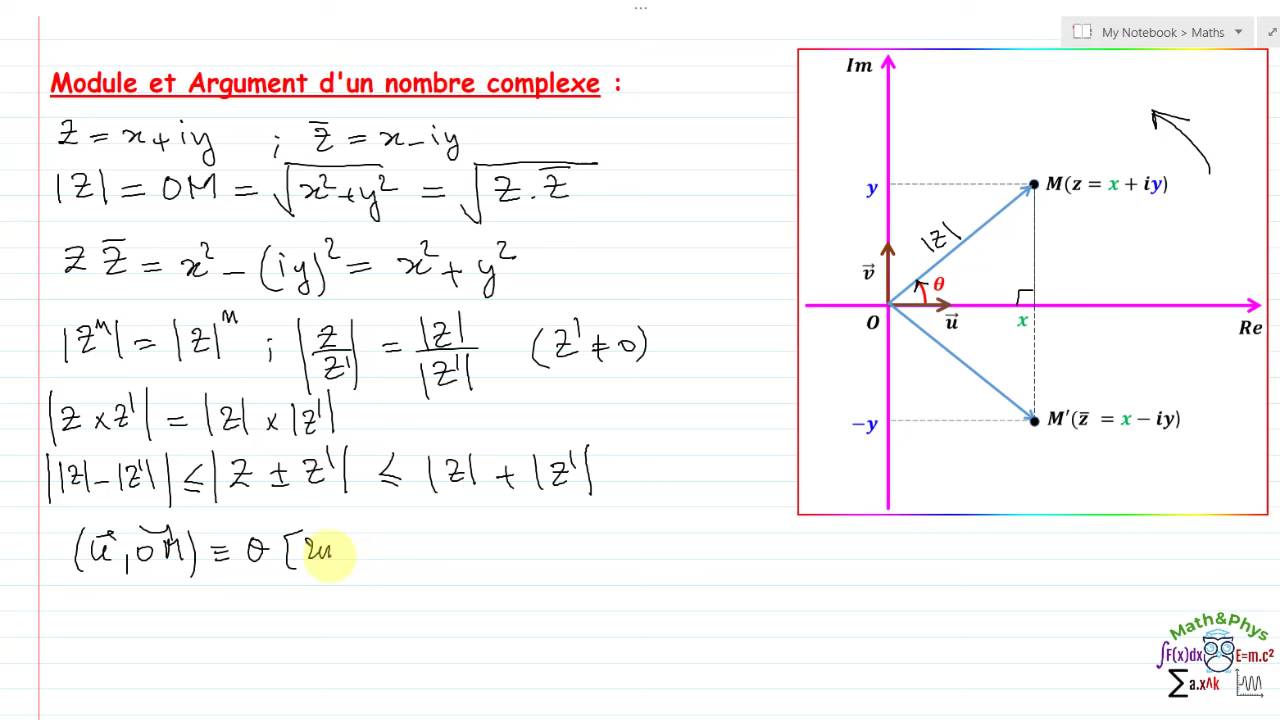 ...
My Notebook > Maths
Module et Argument d'un nombre complexe :
z = x + iy ; z̄ = x - iy
|z| = OM = √(x² + y²) = √(z . z̄)
z z̄ = x² - (iy)² = x² + y²
|zⁿ| = |z|ⁿ ; |z/z'| = |z|/|z'| (z' ≠ 0)
|z × z'| = |z| × |z'|
||z| - |z'|| ≤ |z ± z'| ≤ |z| + |z'|
(u⃗, OM⃗) ≡ θ [2π
Im
y
M(z = x + iy)
|z|
v⃗
θ
O
u⃗
x
Re
-y
M'(z̄ = x - iy)
Math&Phys
∫F(x)dx E=m.c²
∑ a.x^k